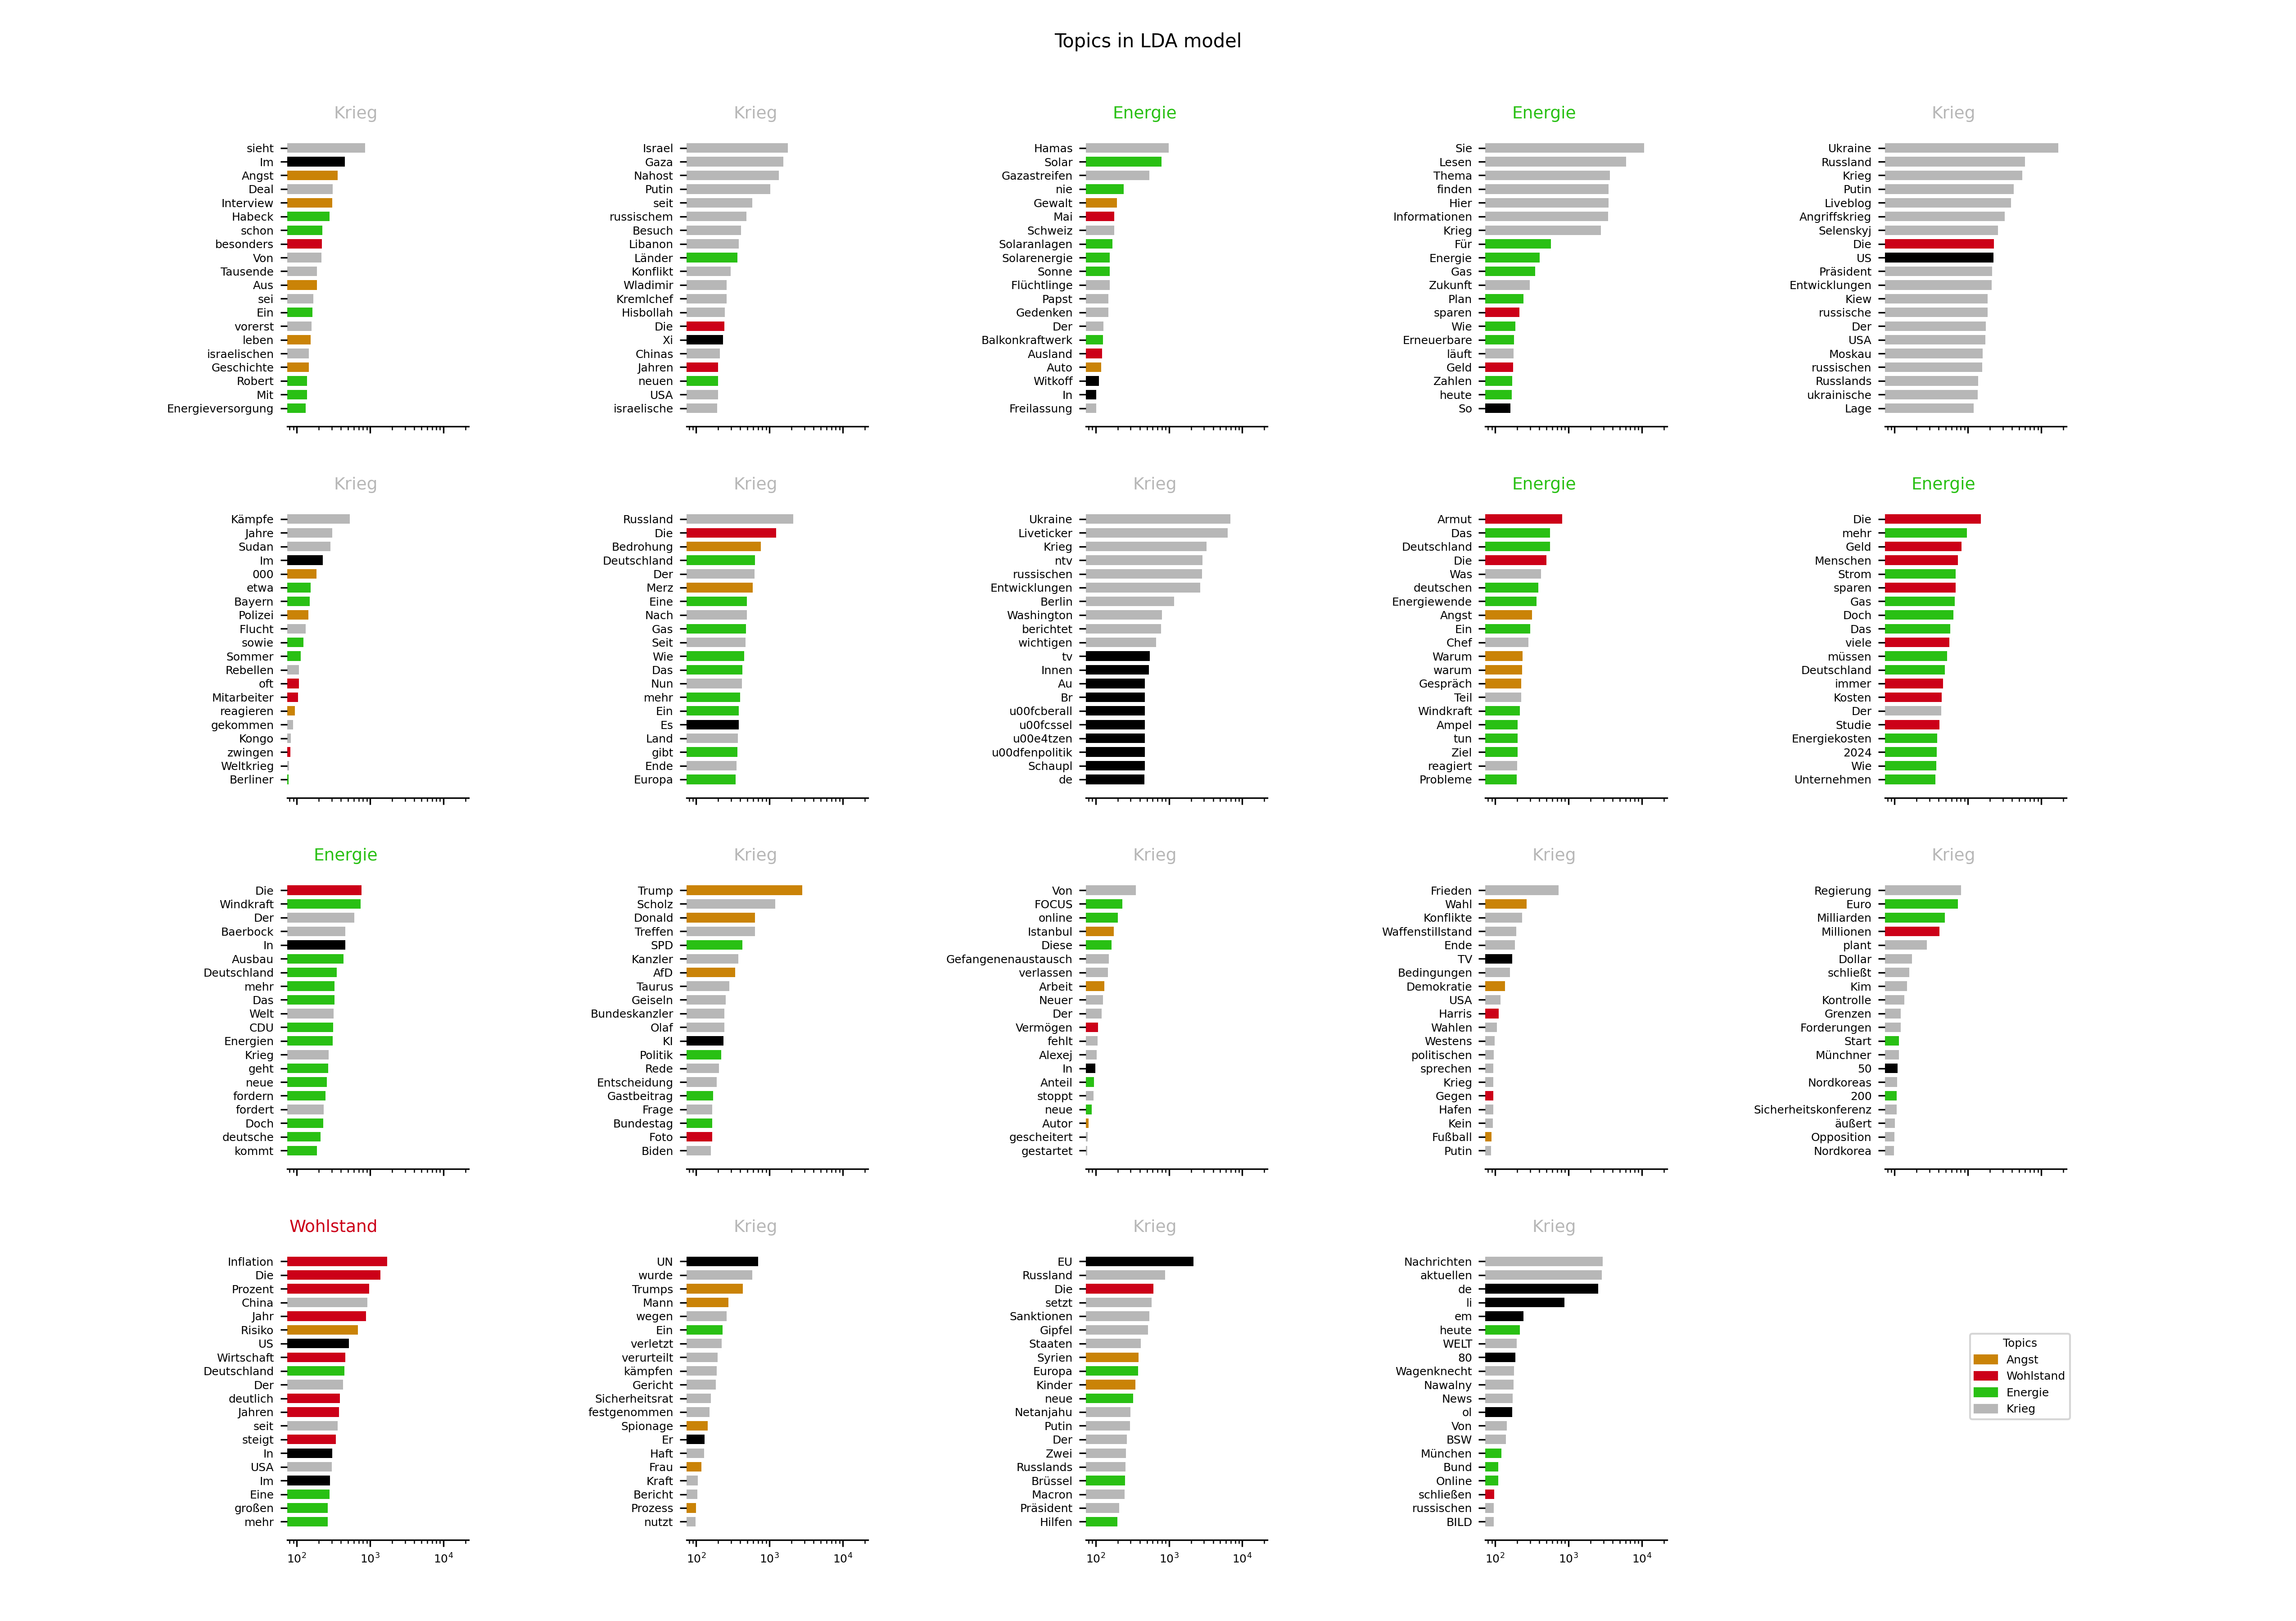 Topics in LDA model
Krieg
sieht
Im
Angst
Deal
Interview
Habeck
schon
besonders
Von
Tausende
Aus
sei
Ein
vorerst
leben
israelischen
Geschichte
Robert
Mit
Energieversorgung
Krieg
Israel
Gaza
Nahost
Putin
seit
russischem
Besuch
Libanon
Länder
Konflikt
Wladimir
Kremlchef
Hisbollah
Die
Xi
Chinas
Jahren
neuen
USA
israelische
Energie
Hamas
Solar
Gazastreifen
nie
Gewalt
Mai
Schweiz
Solaranlagen
Solarenergie
Sonne
Flüchtlinge
Papst
Gedenken
Der
Balkonkraftwerk
Ausland
Auto
Witkoff
In
Freilassung
Energie
Sie
Lesen
Thema
finden
Hier
Informationen
Krieg
Für
Energie
Gas
Zukunft
Plan
sparen
Wie
Erneuerbare
läuft
Geld
Zahlen
heute
So
Krieg
Ukraine
Russland
Krieg
Putin
Liveblog
Angriffskrieg
Selenskyj
Die
US
Präsident
Entwicklungen
Kiew
russische
Der
USA
Moskau
russischen
Russlands
ukrainische
Lage
Krieg
Kämpfe
Jahre
Sudan
Im
000
etwa
Bayern
Polizei
Flucht
sowie
Sommer
Rebellen
oft
Mitarbeiter
reagieren
gekommen
Kongo
zwingen
Weltkrieg
Berliner
Krieg
Russland
Die
Bedrohung
Deutschland
Der
Merz
Eine
Nach
Gas
Seit
Wie
Das
Nun
mehr
Ein
Es
Land
gibt
Ende
Europa
Krieg
Ukraine
Liveticker
Krieg
ntv
russischen
Entwicklungen
Berlin
Washington
berichtet
wichtigen
tv
Innen
Au
Br
u00fcberall
u00fcssel
u00e4tzen
u00dfenpolitik
Schaupl
de
Energie
Armut
Das
Deutschland
Die
Was
deutschen
Energiewende
Angst
Ein
Chef
Warum
warum
Gespräch
Teil
Windkraft
Ampel
tun
Ziel
reagiert
Probleme
Energie
Die
mehr
Geld
Menschen
Strom
sparen
Gas
Doch
Das
viele
müssen
Deutschland
immer
Kosten
Der
Studie
Energiekosten
2024
Wie
Unternehmen
Energie
Die
Windkraft
Der
Baerbock
In
Ausbau
Deutschland
mehr
Das
Welt
CDU
Energien
Krieg
geht
neue
fordern
fordert
Doch
deutsche
kommt
Krieg
Trump
Scholz
Donald
Treffen
SPD
Kanzler
AfD
Taurus
Geiseln
Bundeskanzler
Olaf
KI
Politik
Rede
Entscheidung
Gastbeitrag
Frage
Bundestag
Foto
Biden
Krieg
Von
FOCUS
online
Istanbul
Diese
Gefangenenaustausch
verlassen
Arbeit
Neuer
Der
Vermögen
fehlt
Alexej
In
Anteil
stoppt
neue
Autor
gescheitert
gestartet
Krieg
Frieden
Wahl
Konflikte
Waffenstillstand
Ende
TV
Bedingungen
Demokratie
USA
Harris
Wahlen
Westens
politischen
sprechen
Krieg
Gegen
Hafen
Kein
Fußball
Putin
Krieg
Regierung
Euro
Milliarden
Millionen
plant
Dollar
schließt
Kim
Kontrolle
Grenzen
Forderungen
Start
Münchner
50
Nordkoreas
200
Sicherheitskonferenz
äußert
Opposition
Nordkorea
Wohlstand
Inflation
Die
Prozent
China
Jahr
Risiko
US
Wirtschaft
Deutschland
Der
deutlich
Jahren
seit
steigt
In
USA
Im
Eine
großen
mehr
10² 10³ 10⁴
Krieg
UN
wurde
Trumps
Mann
wegen
Ein
verletzt
verurteilt
kämpfen
Gericht
Sicherheitsrat
festgenommen
Spionage
Er
Haft
Frau
Kraft
Bericht
Prozess
nutzt
10² 10³ 10⁴
Krieg
EU
Russland
Die
setzt
Sanktionen
Gipfel
Staaten
Syrien
Europa
Kinder
neue
Netanjahu
Putin
Der
Zwei
Russlands
Brüssel
Macron
Präsident
Hilfen
10² 10³ 10⁴
Krieg
Nachrichten
aktuellen
de
li
em
heute
WELT
80
Wagenknecht
Nawalny
News
ol
Von
BSW
München
Bund
Online
schließen
russischen
BILD
10² 10³ 10⁴
Topics
Angst
Wohlstand
Energie
Krieg